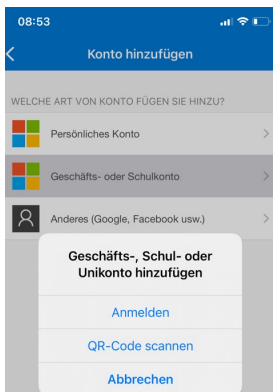 08:53
Konto hinzufügen
WELCHE ART VON KONTO FÜGEN SIE HINZU?
Persönliches Konto
Geschäfts- oder Schulkonto
Anderes (Google, Facebook usw.)
Geschäfts-, Schul- oder
Unikonto hinzufügen
Anmelden
QR-Code scannen
Abbrechen